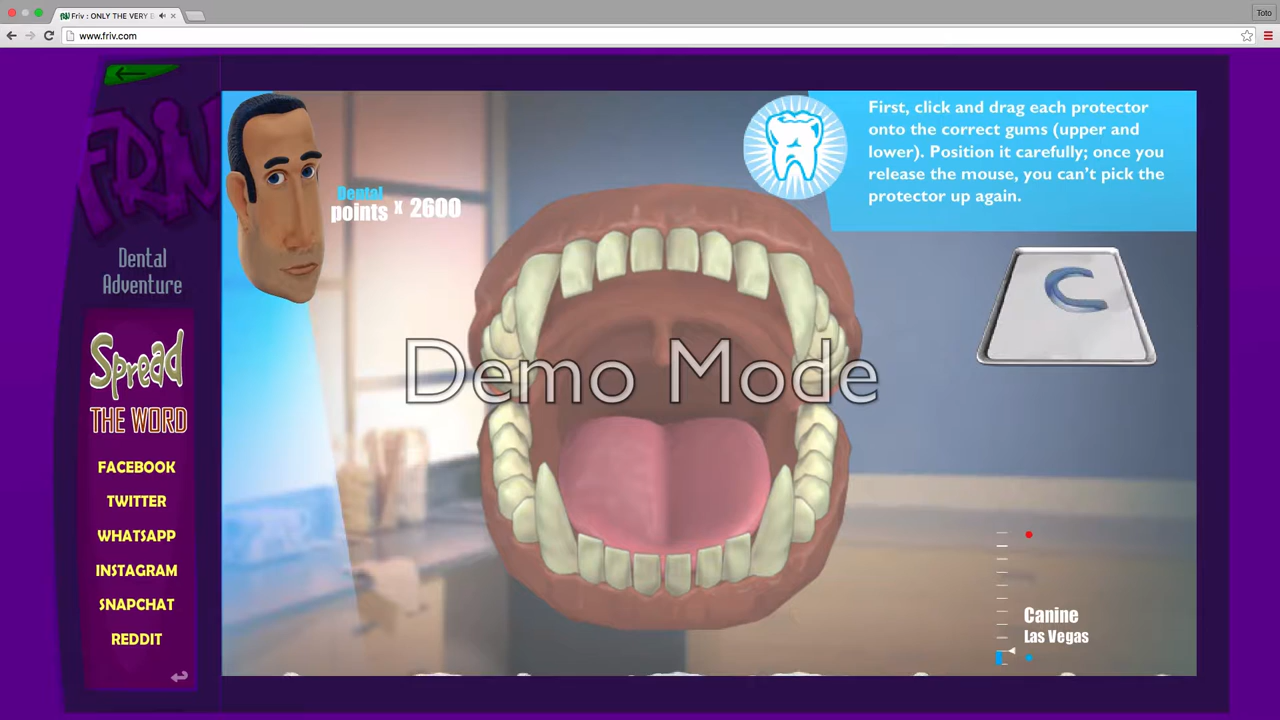 Friv : ONLY THE VERY B
Toto
www.friv.com
FRIV
Dental
Adventure
Spread
THE WORD
FACEBOOK
TWITTER
WHATSAPP
INSTAGRAM
SNAPCHAT
REDDIT
Dental
points x 2600
First, click and drag each protector
onto the correct gums (upper and
lower). Position it carefully; once you
release the mouse, you can't pick the
protector up again.
Demo Mode
Canine
Las Vegas